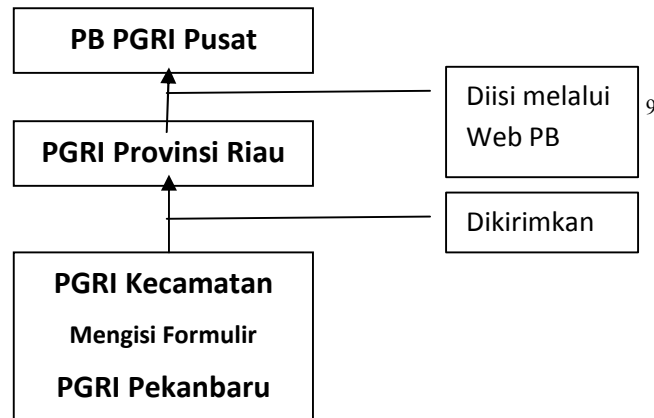 PB PGRI Pusat
Diisi melalui
Web PB
9
PGRI Provinsi Riau
Dikirimkan
PGRI Kecamatan
Mengisi Formulir
PGRI Pekanbaru